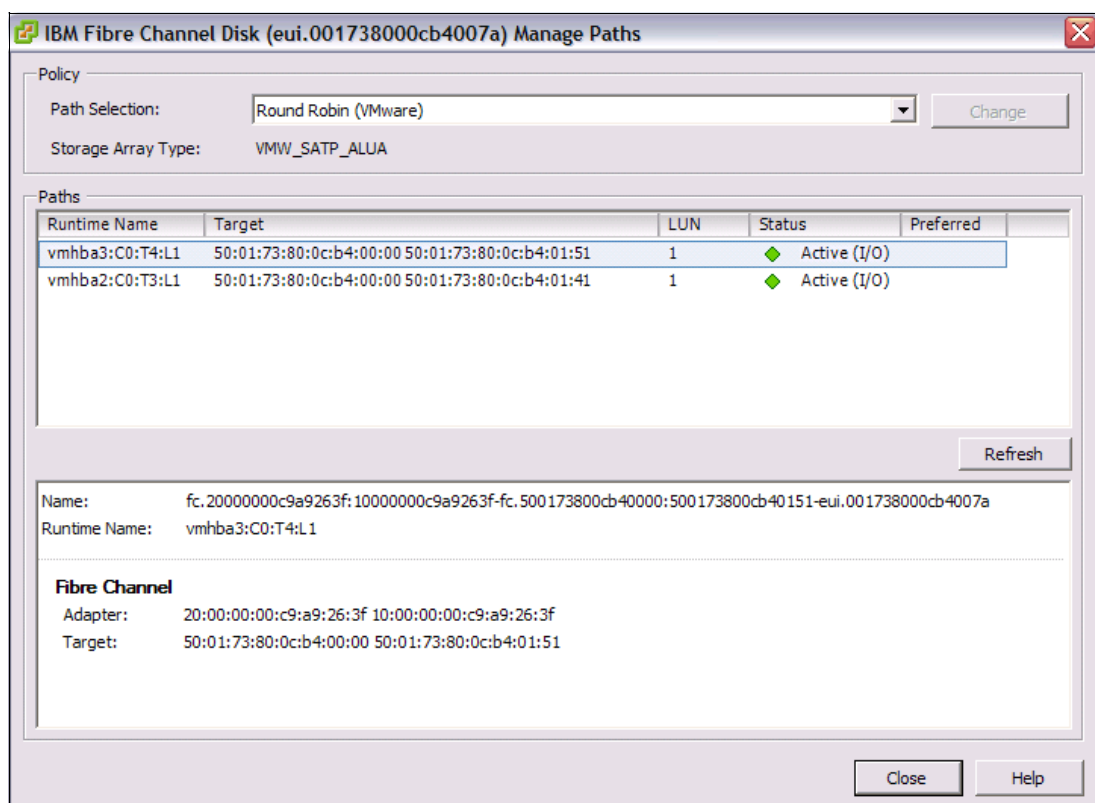 IBM Fibre Channel Disk (eui.001738000cb4007a) Manage Paths
Policy
Path Selection: Round Robin (VMware) Change
Storage Array Type: VMW_SATP_ALUA
Paths
Runtime Name Target LUN Status Preferred
vmhba3:C0:T4:L1 50:01:73:80:0c:b4:00:00 50:01:73:80:0c:b4:01:51 1 Active (I/O)
vmhba2:C0:T3:L1 50:01:73:80:0c:b4:00:00 50:01:73:80:0c:b4:01:41 1 Active (I/O)
Refresh
Name: fc.20000000c9a9263f:10000000c9a9263f-fc.500173800cb40000:500173800cb40151-eui.001738000cb4007a
Runtime Name: vmhba3:C0:T4:L1
Fibre Channel
Adapter: 20:00:00:00:c9:a9:26:3f 10:00:00:00:c9:a9:26:3f
Target: 50:01:73:80:0c:b4:00:00 50:01:73:80:0c:b4:01:51
Close Help